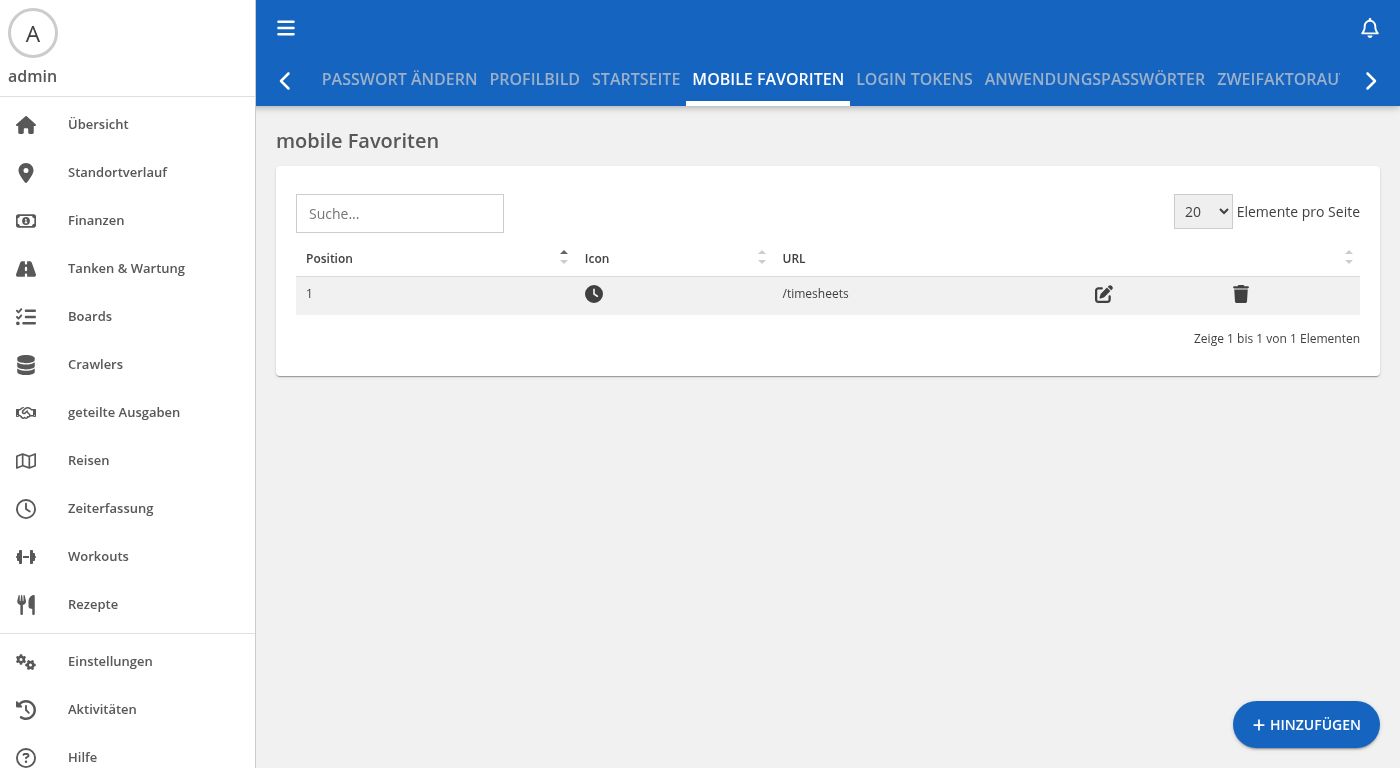 A
admin
Übersicht
Standortverlauf
Finanzen
Tanken & Wartung
Boards
Crawlers
geteilte Ausgaben
Reisen
Zeiterfassung
Workouts
Rezepte
Einstellungen
Aktivitäten
Hilfe
PASSWORT ÄNDERN PROFILBILD STARTSEITE MOBILE FAVORITEN LOGIN TOKENS ANWENDUNGSPASSWÖRTER ZWEIFAKTORAU
mobile Favoriten
Suche...
20 Elemente pro Seite
Position Icon URL
1 /timesheets
Zeige 1 bis 1 von 1 Elementen
HINZUFÜGEN